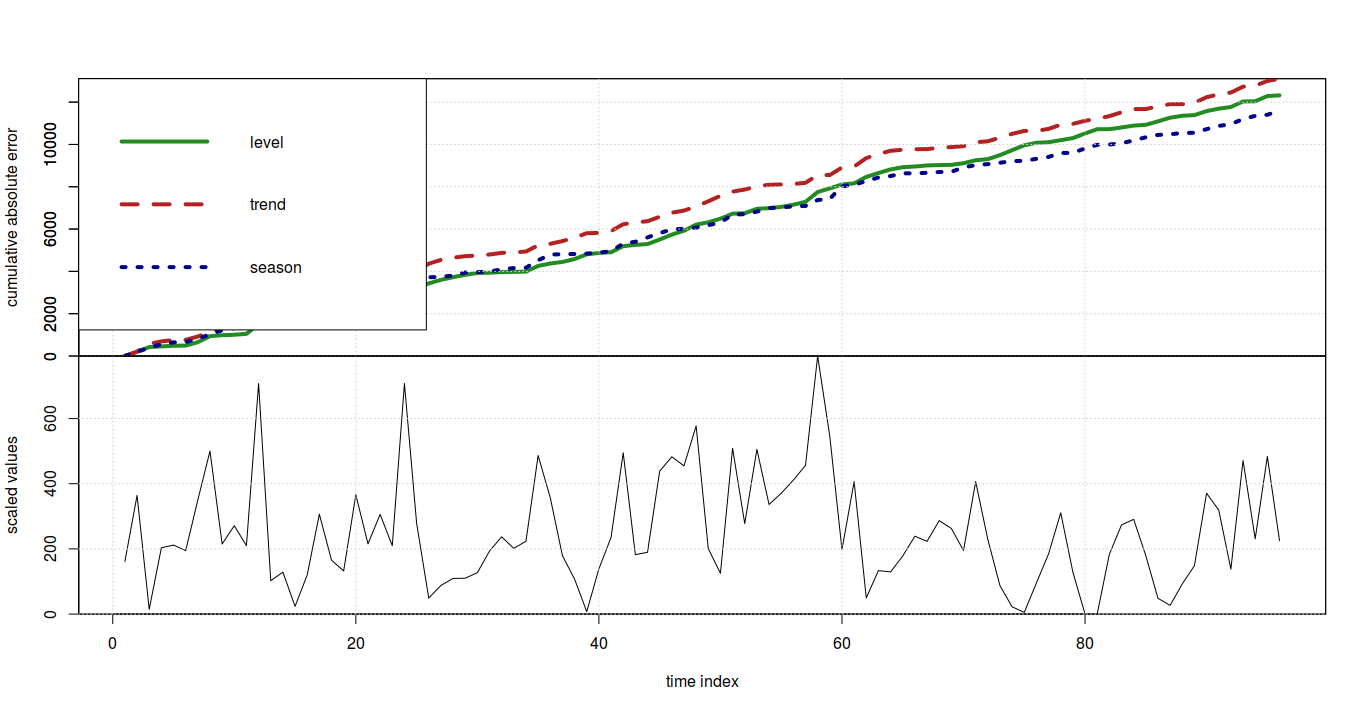 cumulative absolute error
10000
6000
2000
0
level
trend
season
scaled values
600
400
200
0
0 20 40 60 80
time index